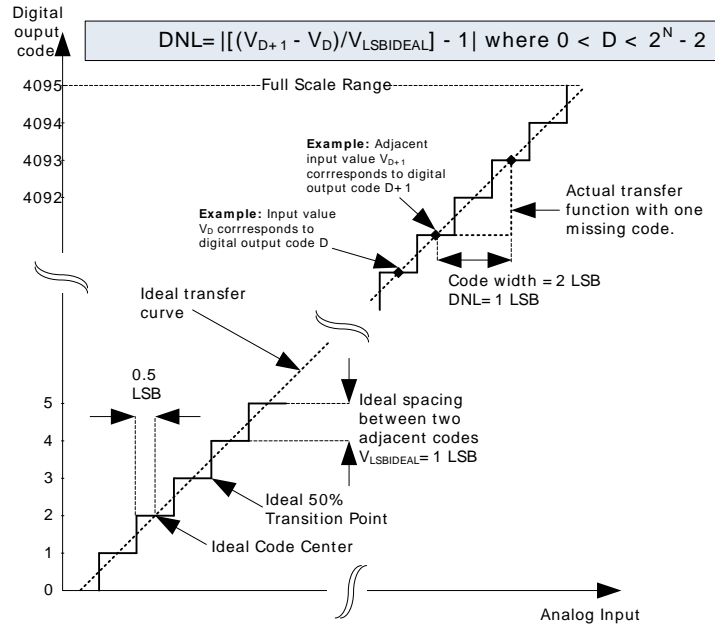 Digital
ouput
code
DNL= |[(V_{D+1} - V_D)/V_{LSBIDEAL}] - 1| where 0 < D < 2^N - 2
4095
Full Scale Range
4094
4093
4092
Example: Adjacent
input value V_{D+1}
corrresponds to digital
output code D+1
Example: Input value
V_D corrresponds to
digital output code D
Actual transfer
function with one
missing code.
Code width = 2 LSB
DNL= 1 LSB
Ideal transfer
curve
0.5
LSB
Ideal spacing
between two
adjacent codes
V_{LSBIDEAL}= 1 LSB
5
4
3
2
1
0
Ideal 50%
Transition Point
Ideal Code Center
Analog Input